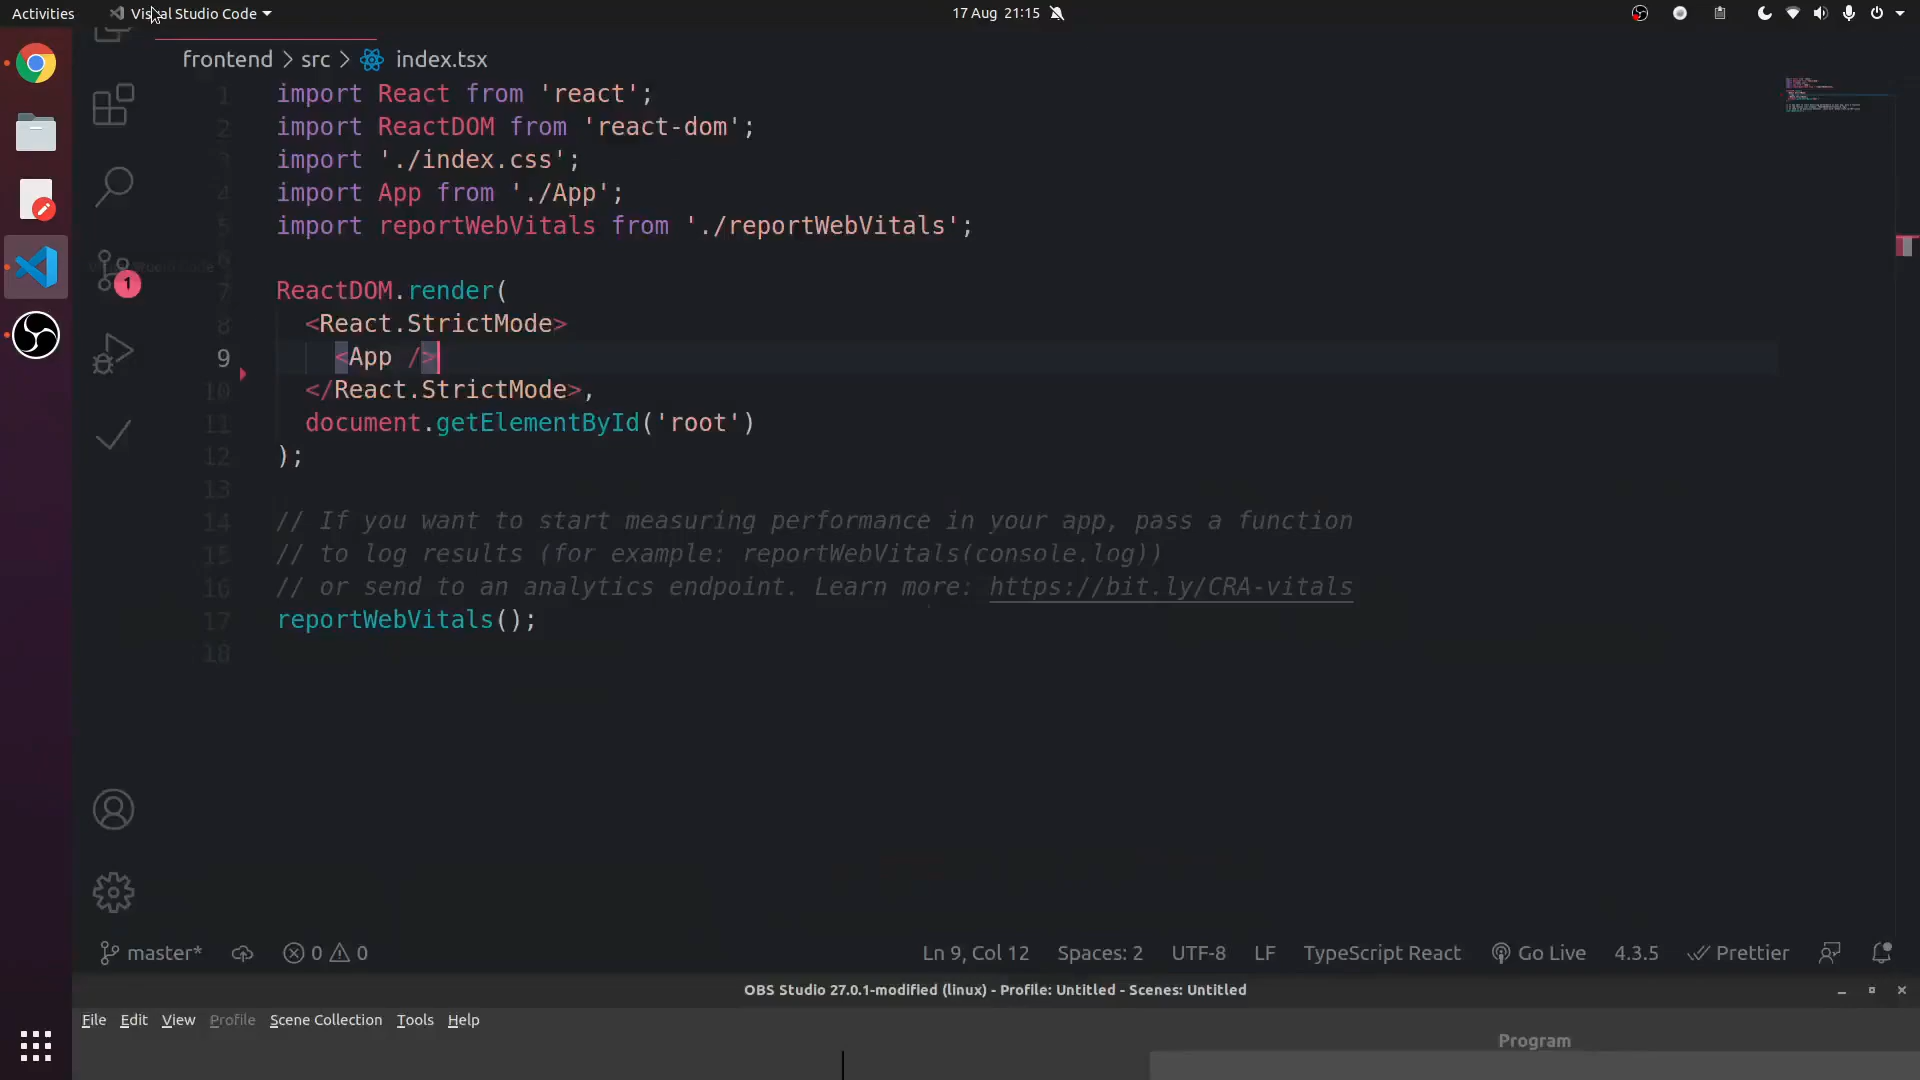 Activities
Visual Studio Code
17 Aug 21:15
frontend > src > index.tsx
1 import React from 'react';
2 import ReactDOM from 'react-dom';
3 import './index.css';
4 import App from './App';
5 import reportWebVitals from './reportWebVitals';
6
7 ReactDOM.render(
8 <React.StrictMode>
9 <App />
10 </React.StrictMode>,
11 document.getElementById('root')
12 );
13
14 // If you want to start measuring performance in your app, pass a function
15 // to log results (for example: reportWebVitals(console.log))
16 // or send to an analytics endpoint. Learn more: https://bit.ly/CRA-vitals
17 reportWebVitals();
18
1
master* 0 0 Ln 9, Col 12 Spaces: 2 UTF-8 LF TypeScript React Go Live 4.3.5 Prettier
OBS Studio 27.0.1-modified (linux) - Profile: Untitled - Scenes: Untitled
File Edit View Profile Scene Collection Tools Help
Program